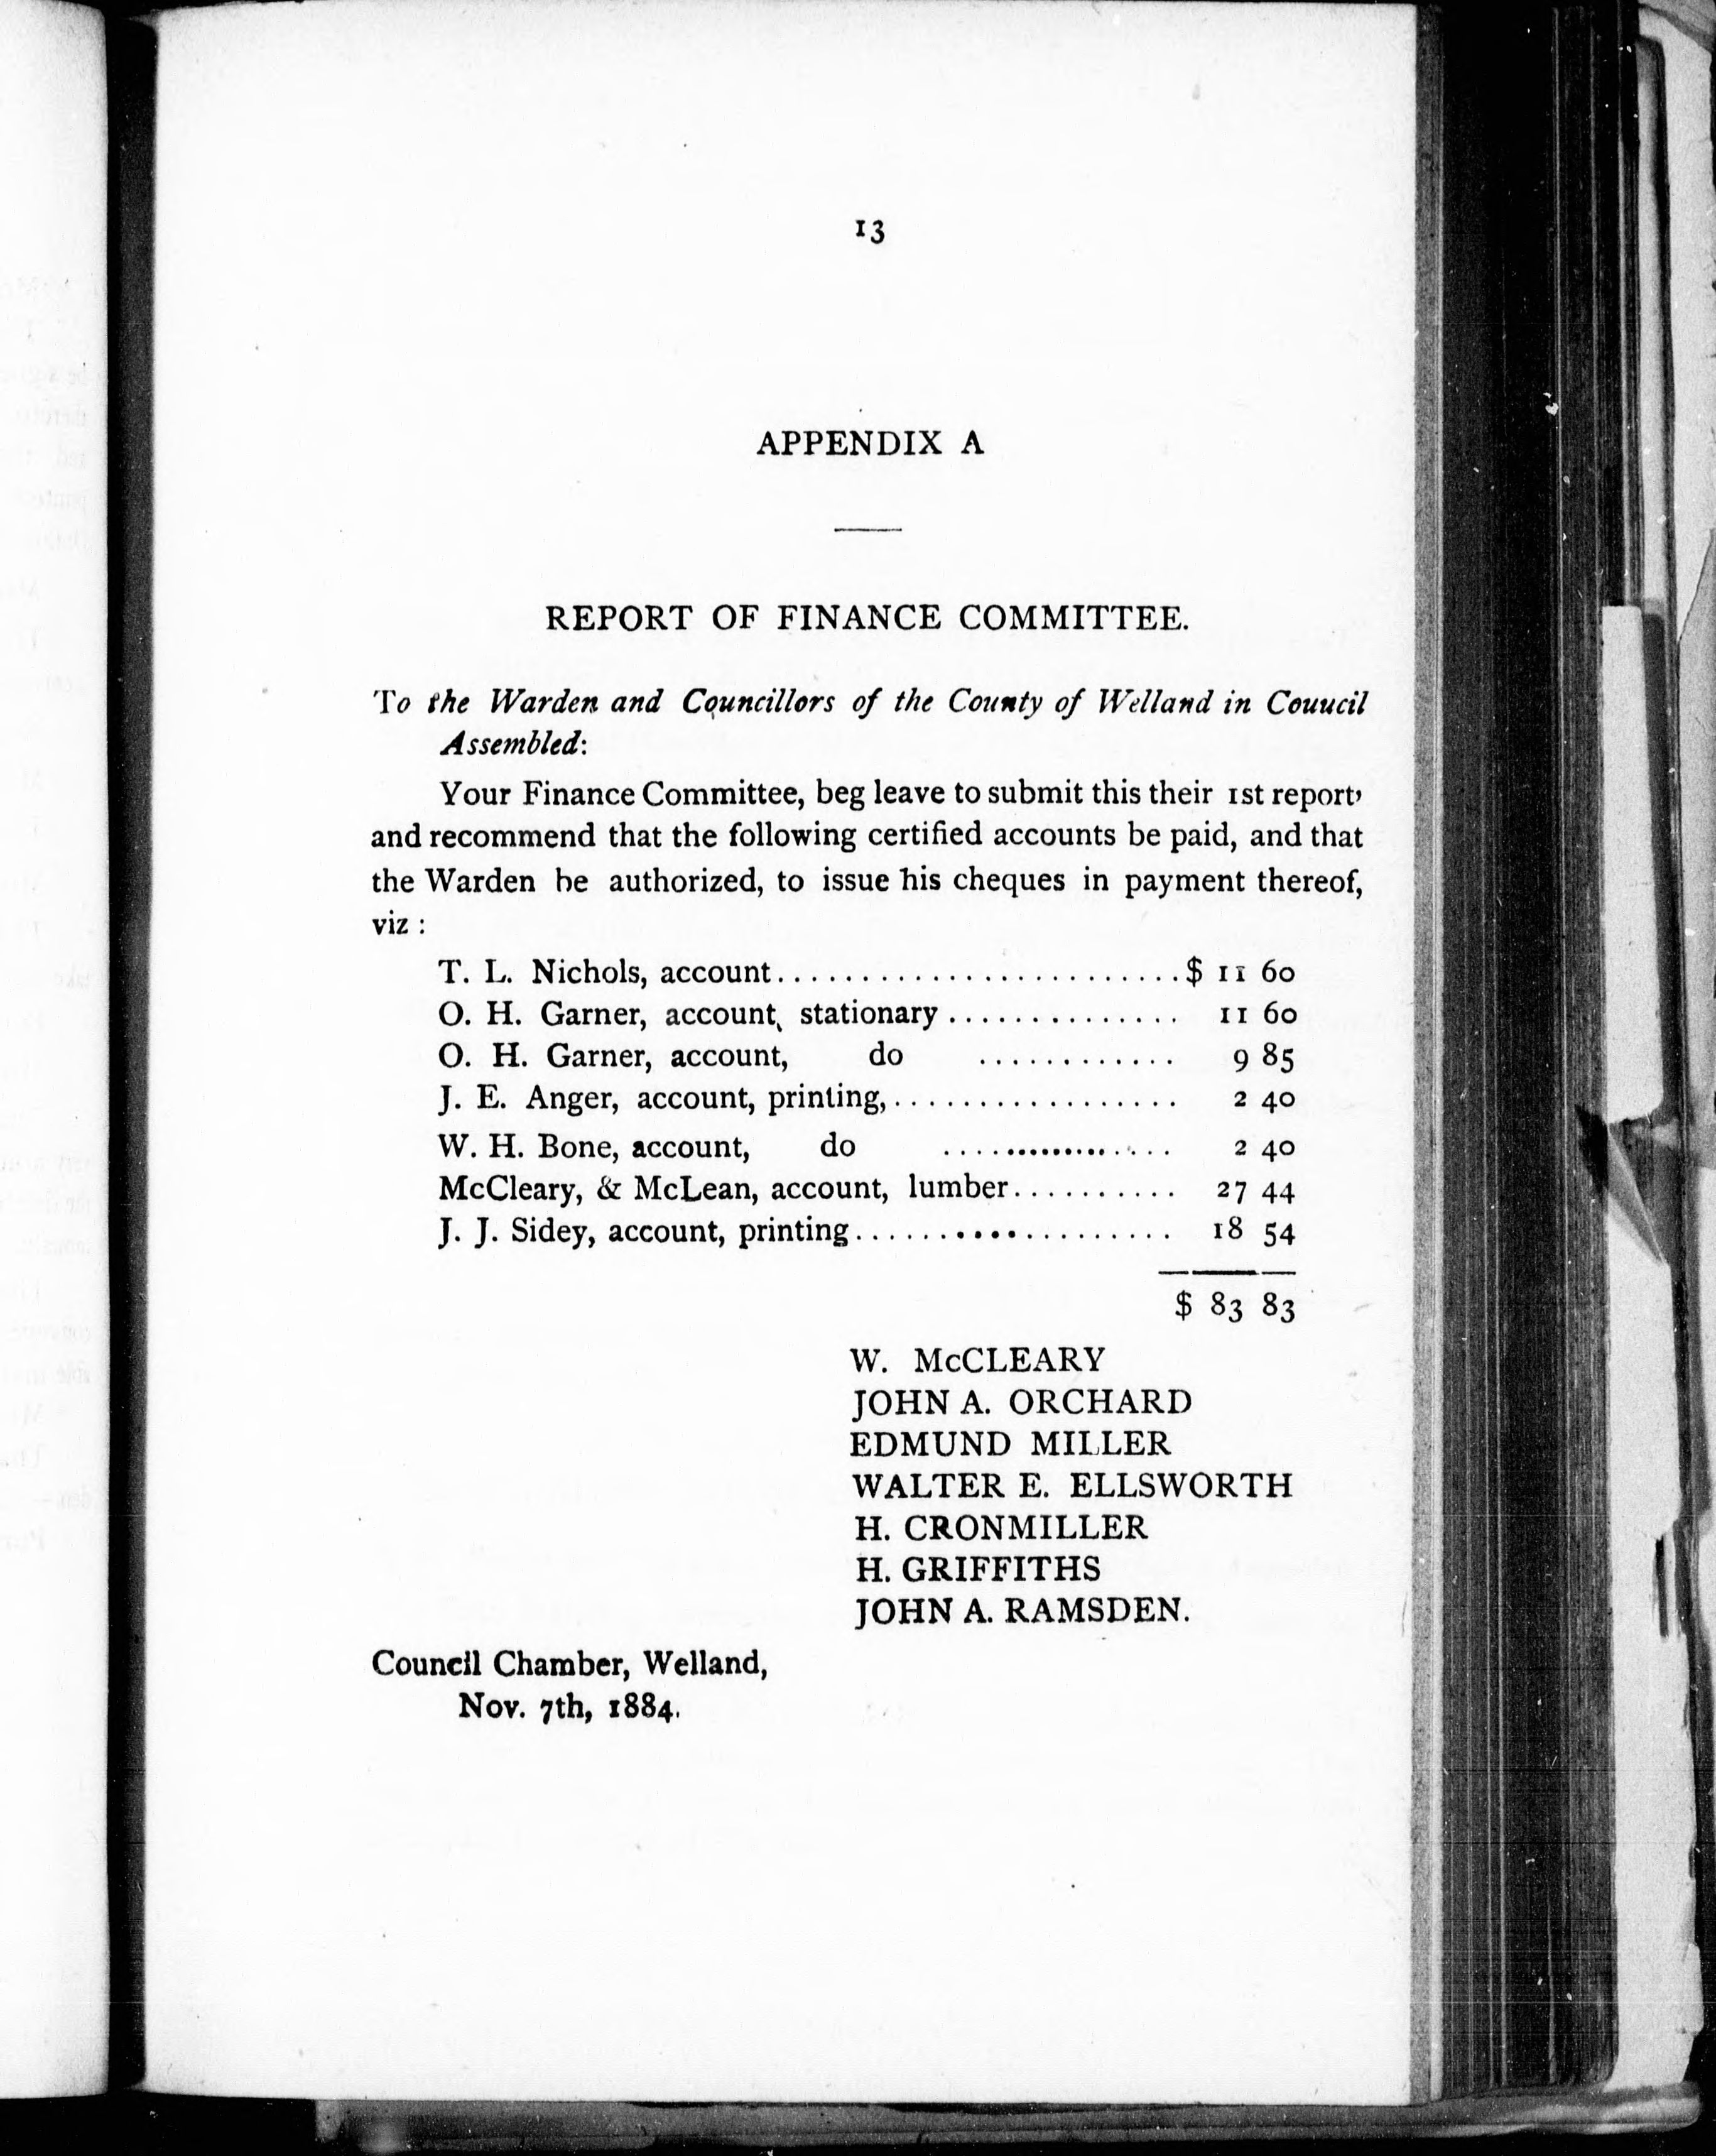 13
APPENDIX A
REPORT OF FINANCE COMMITTEE.
To the Warden and Councillors of the County of Welland in Couucil
Assembled:
Your Finance Committee, beg leave to submit this their 1st report,
and recommend that the following certified accounts be paid, and that
the Warden be authorized, to issue his cheques in payment thereof,
viz :
T. L. Nichols, account........................$ 11 60
O. H. Garner, account, stationary .............. 11 60
O. H. Garner, account, do ............ 9 85
J. E. Anger, account, printing,................. 2 40
W. H. Bone, account, do ................ 2 40
McCleary, & McLean, account, lumber.......... 27 44
J. J. Sidey, account, printing.................... 18 54
$ 83 83
W. McCLEARY
JOHN A. ORCHARD
EDMUND MILLER
WALTER E. ELLSWORTH
H. CRONMILLER
H. GRIFFITHS
JOHN A. RAMSDEN.
Council Chamber, Welland,
Nov. 7th, 1884.